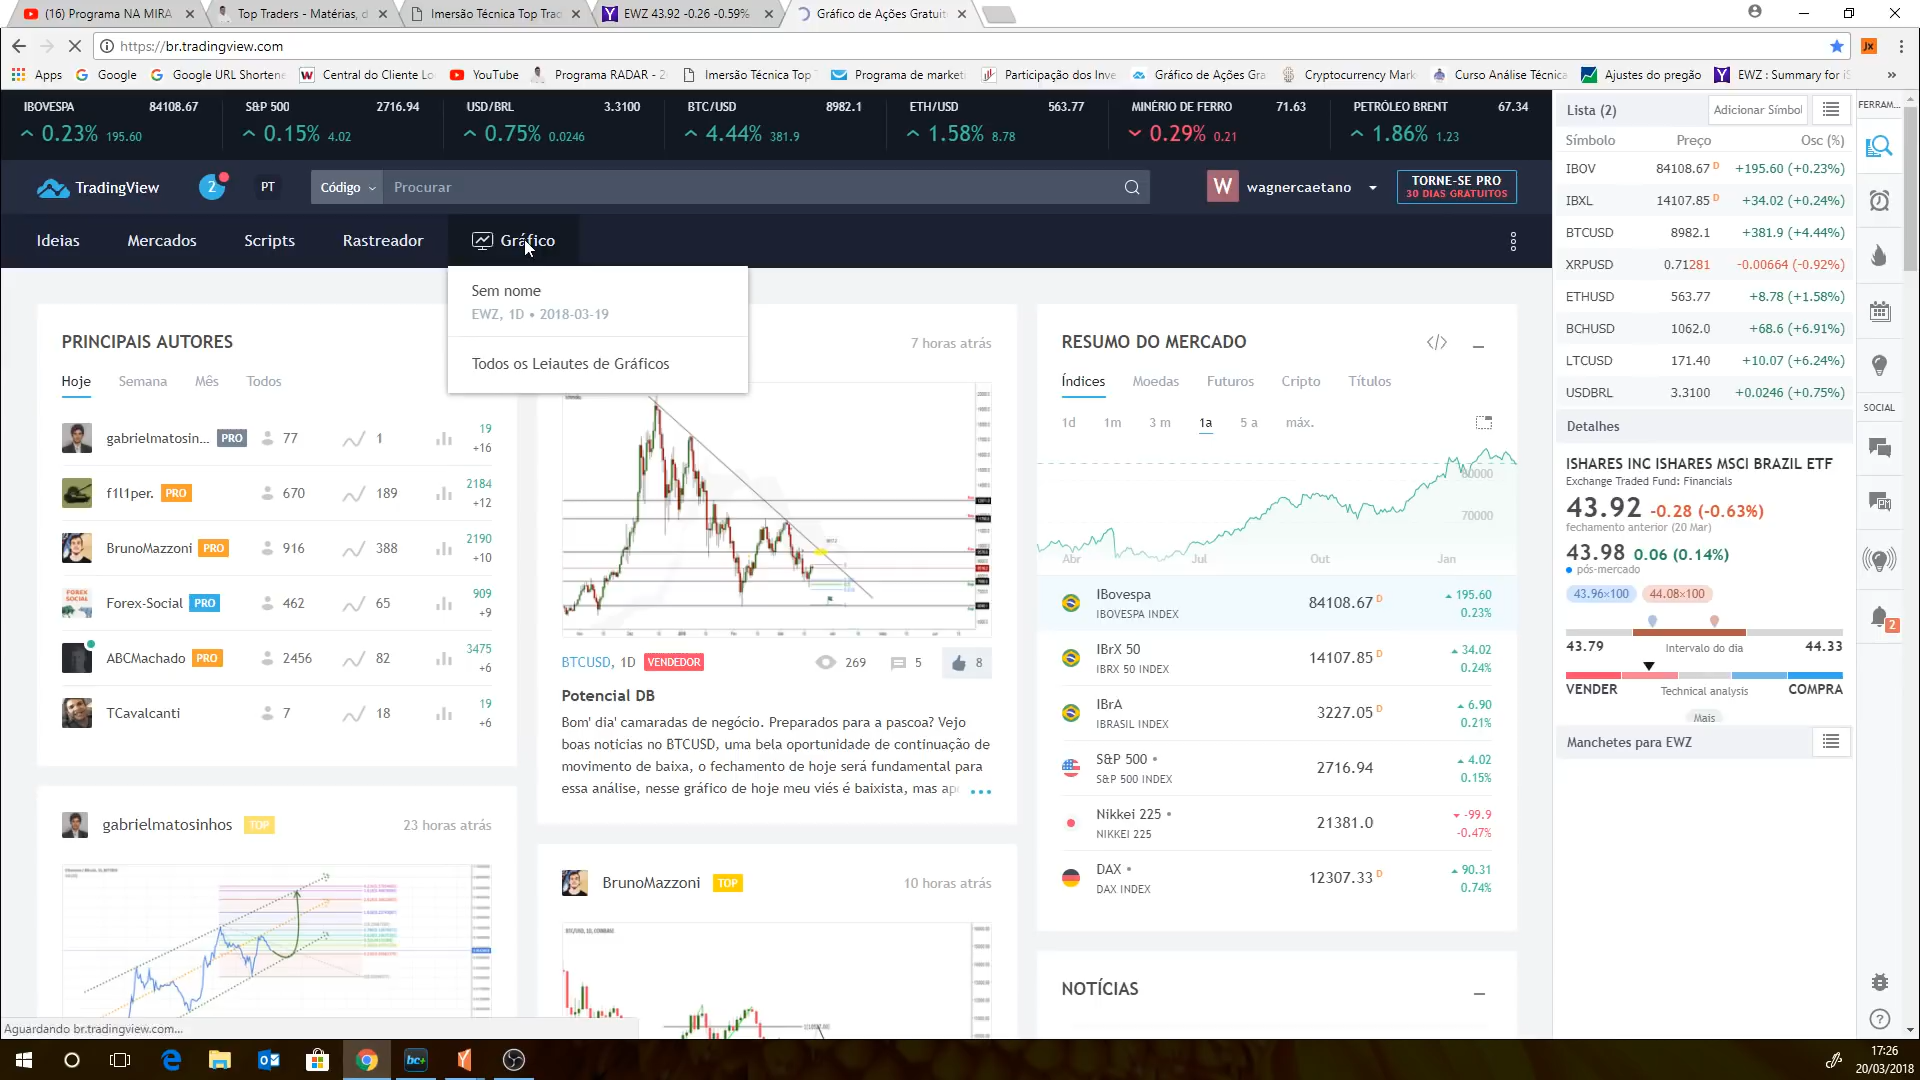 (16) Programa NA MIRA
Top Traders - Matérias, d
Imersão Técnica Top Trad
EWZ 43.92 -0.26 -0.59%
Gráfico de Ações Gratuit
https://br.tradingview.com
Apps
Google
Google URL Shortene
Central do Cliente Lo
YouTube
Programa RADAR - 2
Imersão Técnica Top
Programa de market
Participação dos Inve
Gráfico de Ações Gra
Cryptocurrency Mark
Curso Análise Técnica
Ajustes do pregão
EWZ : Summary for iS
»
IBOVESPA 84108.67
0.23% 195.60
S&P 500 2716.94
0.15% 4.02
USD/BRL 3.3100
0.75% 0.0246
BTC/USD 8982.1
4.44% 381.9
ETH/USD 563.77
1.58% 8.78
MINÉRIO DE FERRO 71.63
0.29% 0.21
PETRÓLEO BRENT 67.34
1.86% 1.23
TradingView
2
PT
Código
Procurar
W
wagnercaetano
TORNE-SE PRO
30 DIAS GRATUITOS
Ideias
Mercados
Scripts
Rastreador
Gráfico
Sem nome
EWZ, 1D • 2018-03-19
Todos os Leiautes de Gráficos
PRINCIPAIS AUTORES
Hoje Semana Mês Todos
gabrielmatosin... PRO 77 1 19
+16
f1l1per. PRO 670 189 2184
+12
BrunoMazzoni PRO 916 388 2190
+10
Forex-Social PRO 462 65 909
+9
ABCMachado PRO 2456 82 3475
+6
TCavalcanti 7 18 19
+6
gabrielmatosinhos TOP 23 horas atrás
7 horas atrás
BTCUSD, 1D VENDEDOR 269 5 8
Potencial DB
Bom' dia' camaradas de negócio. Preparados para a pascoa? Vejo
boas noticias no BTCUSD, uma bela oportunidade de continuação de
movimento de baixa, o fechamento de hoje será fundamental para
essa análise, nesse gráfico de hoje meu viés é baixista, mas ap
BrunoMazzoni TOP 10 horas atrás
RESUMO DO MERCADO
Índices Moedas Futuros Cripto Títulos
1d 1m 3 m 1a 5 a máx.
80000
70000
Abr Jul Out Jan
IBovespa 84108.67 D 195.60
IBOVESPA INDEX 0.23%
IBrX 50 14107.85 D 34.02
IBRX 50 INDEX 0.24%
IBrA 3227.05 D 6.90
IBRASIL INDEX 0.21%
S&P 500 2716.94 4.02
S&P 500 INDEX 0.15%
Nikkei 225 21381.0 -99.9
NIKKEI 225 -0.47%
DAX 12307.33 D 90.31
DAX INDEX 0.74%
NOTÍCIAS
Lista (2)
Adicionar Símbol
Símbolo Preço Osc (%)
IBOV 84108.67 D +195.60 (+0.23%)
IBXL 14107.85 D +34.02 (+0.24%)
BTCUSD 8982.1 +381.9 (+4.44%)
XRPUSD 0.71281 -0.00664 (-0.92%)
ETHUSD 563.77 +8.78 (+1.58%)
BCHUSD 1062.0 +68.6 (+6.91%)
LTCUSD 171.40 +10.07 (+6.24%)
USDBRL 3.3100 +0.0246 (+0.75%)
Detalhes
ISHARES INC ISHARES MSCI BRAZIL ETF
Exchange Traded Fund: Financials
43.92 -0.28 (-0.63%)
fechamento anterior (20 Mar)
43.98 0.06 (0.14%)
pós-mercado
43.96×100 44.08×100
43.79 Intervalo do dia 44.33
VENDER Technical analysis COMPRA
Mais
Manchetes para EWZ
FERRAM...
SOCIAL
2
Aguardando br.tradingview.com...
17:26
20/03/2018